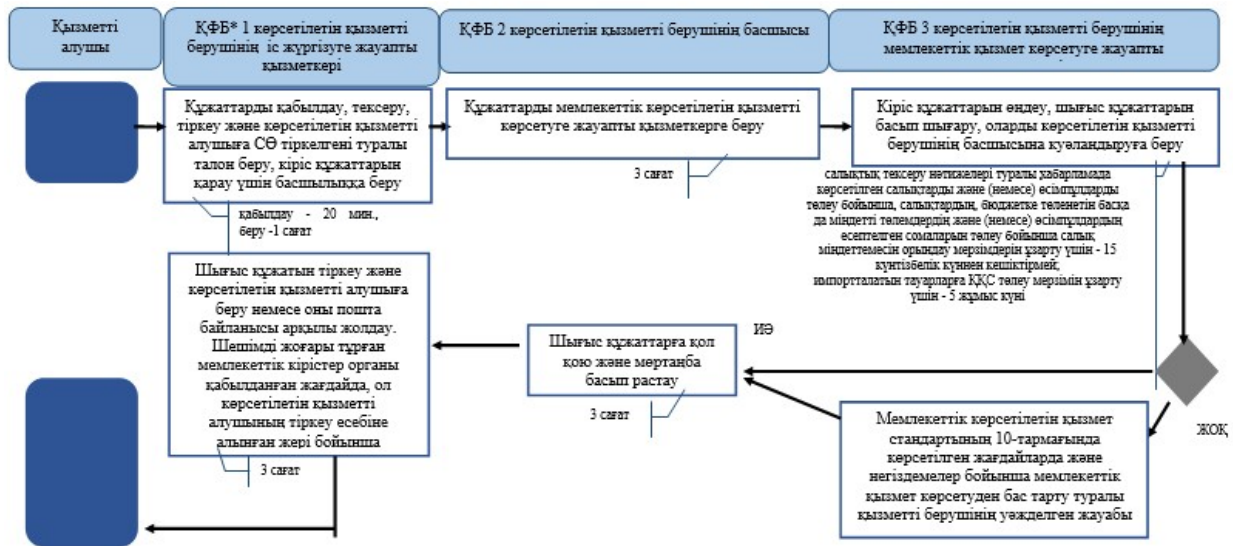 Қызметті
алушы
ҚФБ* 1 көрсетілетін қызметті
берушінің іс жүргізуге жауапты
қызметкері
ҚФБ 2 көрсетілетін қызметті берушінің басшысы
ҚФБ 3 көрсетілетін қызметті берушінің
мемлекеттік қызмет көрсетуге жауапты
Құжаттарды қабылдау, тексеру,
тіркеу және көрсетілетін қызметті
алушыға СӨ тіркелгені туралы
талон беру, кіріс құжаттарын
қарау үшін басшылыққа беру
Құжаттарды мемлекеттік көрсетілетін қызметті
көрсетуге жауапты қызметкерге беру
Кіріс құжаттарын өңдеу, шығыс құжаттарын
басып шығару, оларды көрсетілетін қызметті
берушінің басшысына куәландыруға беру
3 сағат
қабылдау - 20 мин.,
беру -1 сағат
салықтық тексеру нәтижелері туралы хабарламада
көрсетілген салықтарды және (немесе) өсімпұлдарды
төлеу бойынша, салықтардың, бюджетке төленетін басқа
да міндетті төлемдердің және (немесе) өсімпұлдардың
есептелген сомаларын төлеу бойынша салық
міндеттемесін орындау мерзімдерін ұзарту үшін - 15
күнтізбелік күннен кешіктірмей;
импортталатын тауарларға ҚҚС төлеу мерзімін ұзарту
үшін - 5 жұмыс күні
Шығыс құжатын тіркеу және
көрсетілетін қызметті алушыға
беру немесе оны пошта
байланысы арқылы жолдау.
Шешімді жоғары тұрған
мемлекеттік кірістер органы
қабылданған жағдайда, ол
көрсетілетін қызметті
алушының тіркеу есебіне
алынған жері бойынша
3 сағат
Шығыс құжаттарға қол
қою және мөртаңба
басып растау
3 сағат
ИӘ
ЖОҚ
Мемлекеттік көрсетілетін қызмет
стандартының 10-тармағында
көрсетілген жағдайларда және
негіздемелер бойынша мемлекеттік
қызмет көрсетуден бас тарту туралы
қызметті берушінің уәжделген жауабы